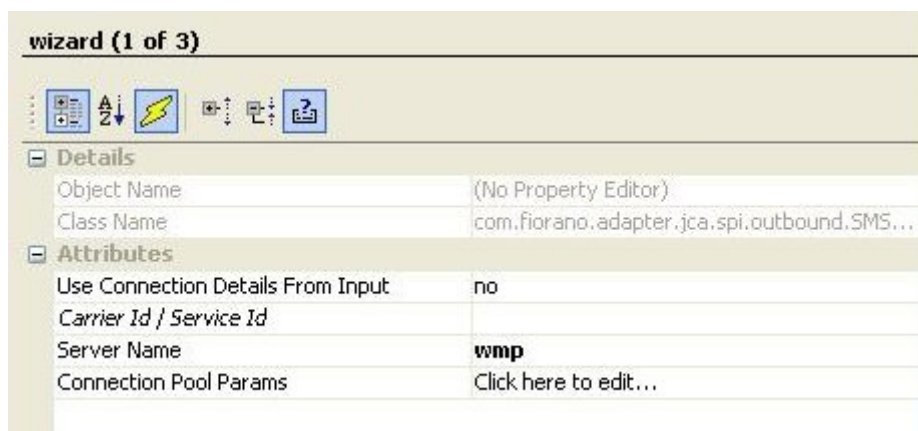 wizard (1 of 3)
Details
Object Name (No Property Editor)
Class Name com.fiorano.adapter.jca.spi.outbound.SMS...
Attributes
Use Connection Details From Input no
Carrier Id / Service Id
Server Name wmp
Connection Pool Params Click here to edit...